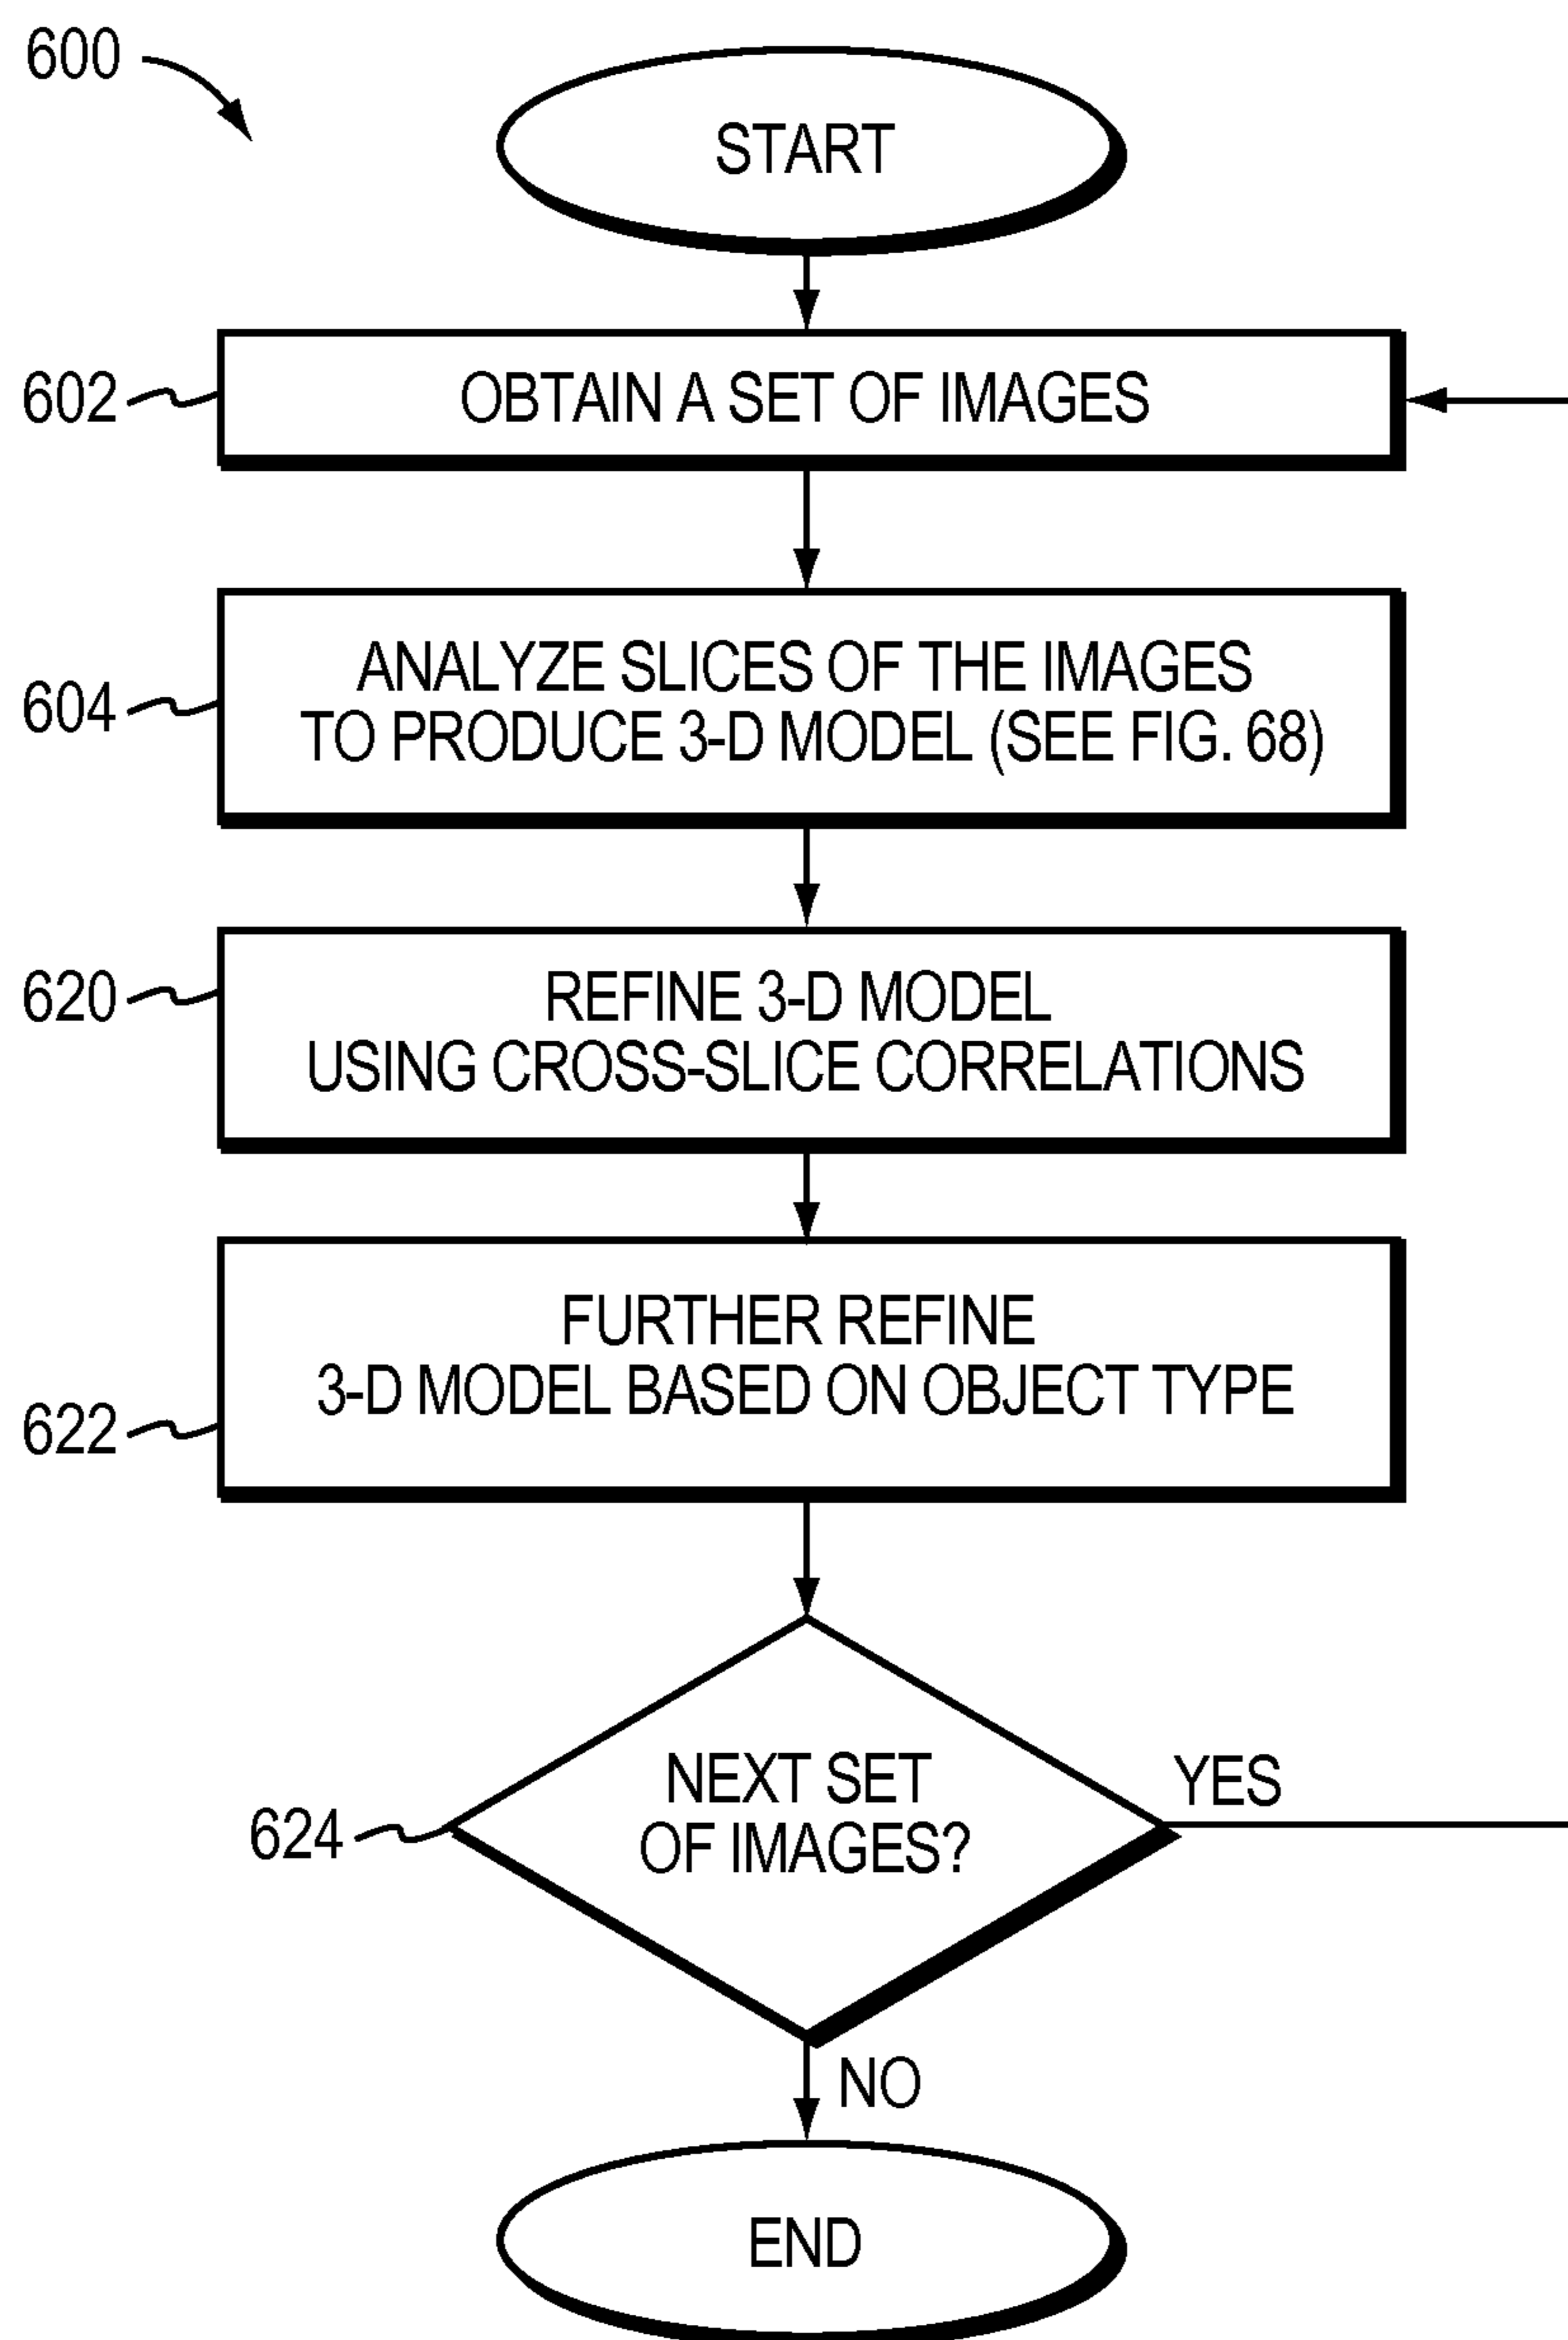 600
START
602
OBTAIN A SET OF IMAGES
604
ANALYZE SLICES OF THE IMAGES
TO PRODUCE 3-D MODEL (SEE FIG. 68)
620
REFINE 3-D MODEL
USING CROSS-SLICE CORRELATIONS
FURTHER REFINE
3-D MODEL BASED ON OBJECT TYPE
622
NEXT SET
OF IMAGES?
YES
624
NO
END